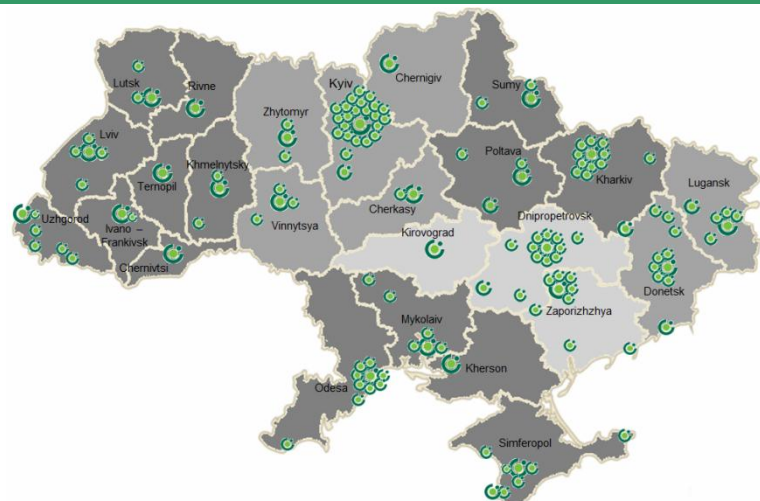 Lutsk
Rivne
Zhytomyr
Kyiv
Chernigiv
Sumy
Lviv
Ternopil
Khmelnytsky
Poltava
Kharkiv
Lugansk
Uzhgorod
Ivano –
Frankivsk
Chernivtsi
Vinnytsya
Cherkasy
Kirovograd
Dnipropetrovsk
Donetsk
Zaporizhzhya
Mykolaiv
Kherson
Odesa
Simferopol